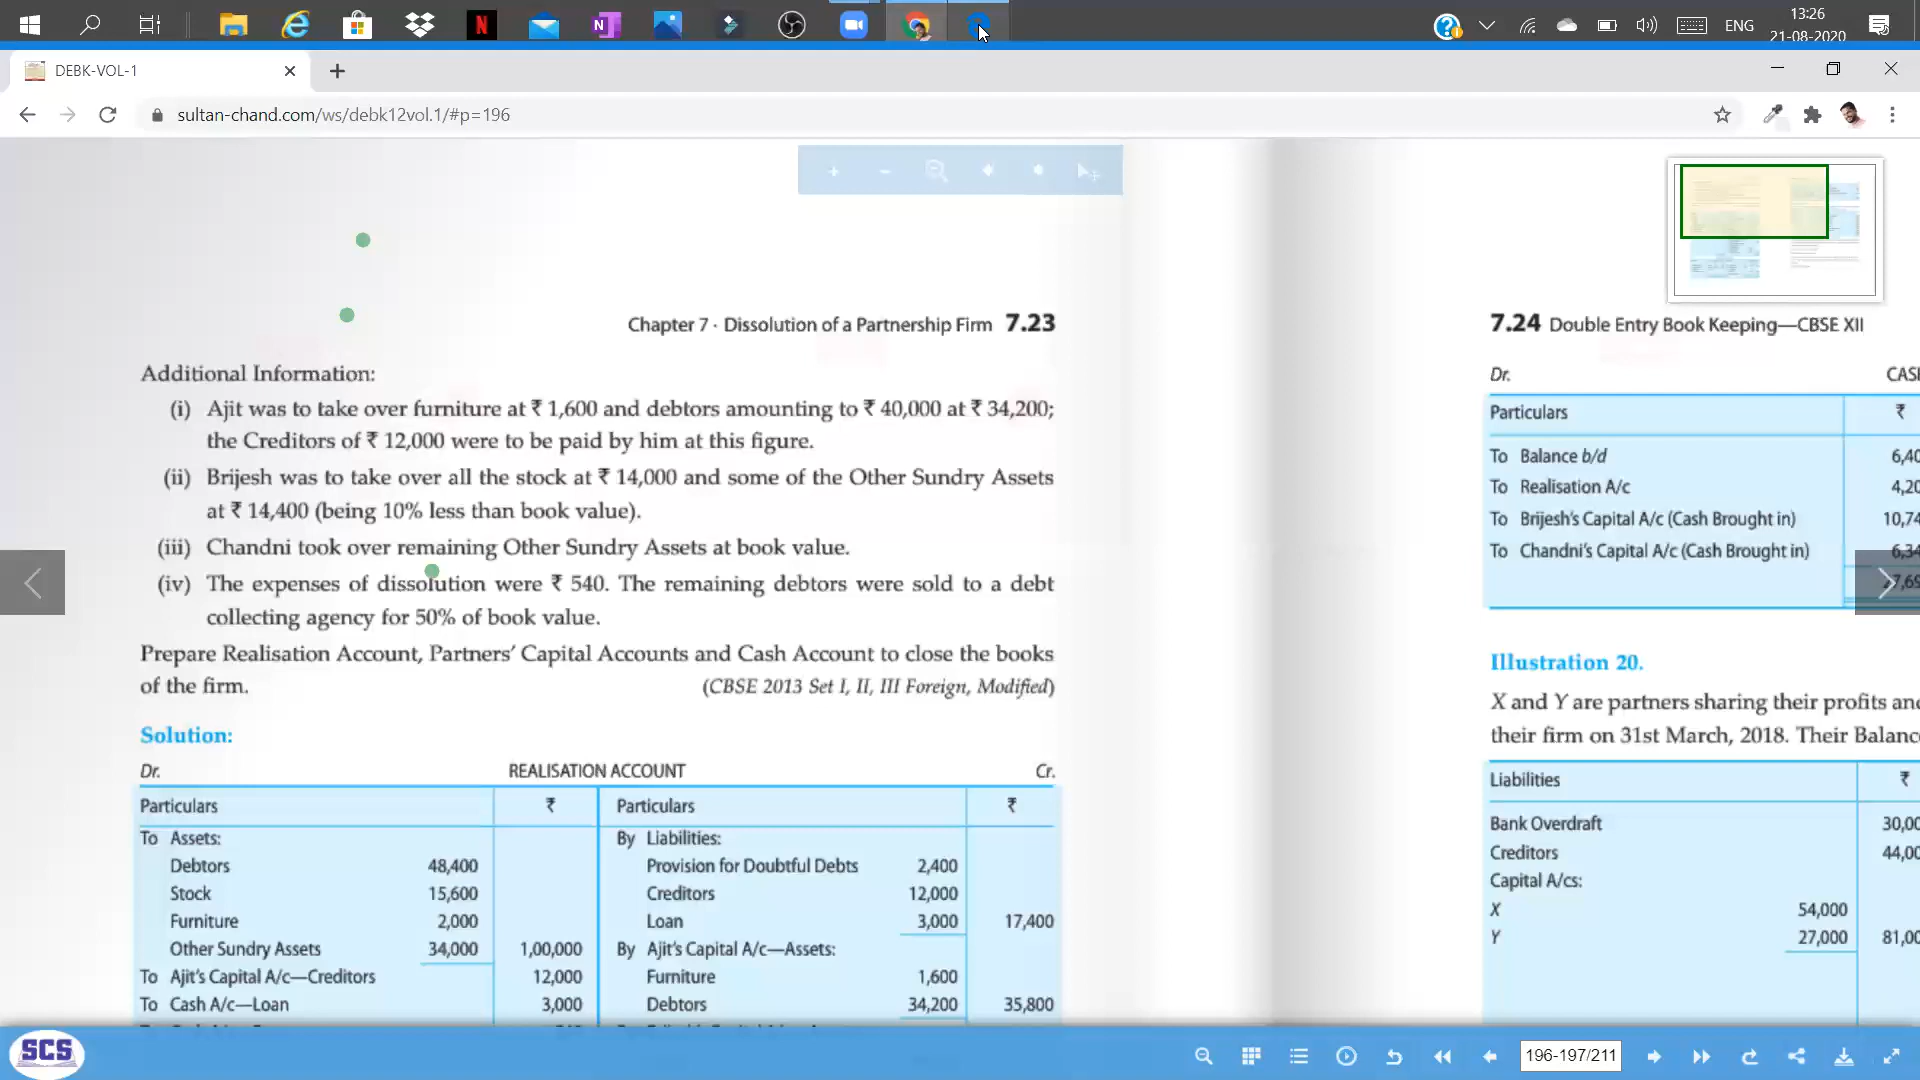 N
ENG
13:26
21-08-2020
DEBK-VOL-1
sultan-chand.com/ws/debk12vol.1/#p=196
Chapter 7 · Dissolution of a Partnership Firm 7.23
Additional Information:
(i) Ajit was to take over furniture at ₹ 1,600 and debtors amounting to ₹ 40,000 at ₹ 34,200;
the Creditors of ₹ 12,000 were to be paid by him at this figure.
(ii) Brijesh was to take over all the stock at ₹ 14,000 and some of the Other Sundry Assets
at ₹ 14,400 (being 10% less than book value).
(iii) Chandni took over remaining Other Sundry Assets at book value.
(iv) The expenses of dissolution were ₹ 540. The remaining debtors were sold to a debt
collecting agency for 50% of book value.
Prepare Realisation Account, Partners' Capital Accounts and Cash Account to close the books
of the firm. (CBSE 2013 Set I, II, III Foreign, Modified)
Solution:
Dr. REALISATION ACCOUNT Cr.
Particulars ₹ Particulars ₹
To Assets: By Liabilities:
Debtors 48,400 Provision for Doubtful Debts 2,400
Stock 15,600 Creditors 12,000
Furniture 2,000 Loan 3,000 17,400
Other Sundry Assets 34,000 1,00,000 By Ajit's Capital A/c—Assets:
To Ajit's Capital A/c—Creditors 12,000 Furniture 1,600
To Cash A/c—Loan 3,000 Debtors 34,200 35,800
7.24 Double Entry Book Keeping—CBSE XII
Dr. CASH
Particulars ₹
To Balance b/d 6,40
To Realisation A/c 4,20
To Brijesh's Capital A/c (Cash Brought in) 10,74
To Chandni's Capital A/c (Cash Brought in) 6,34
27,69
Illustration 20.
X and Y are partners sharing their profits and
their firm on 31st March, 2018. Their Balance
Liabilities ₹
Bank Overdraft 30,00
Creditors 44,00
Capital A/cs:
X 54,000
Y 27,000 81,00
SCS
196-197/211